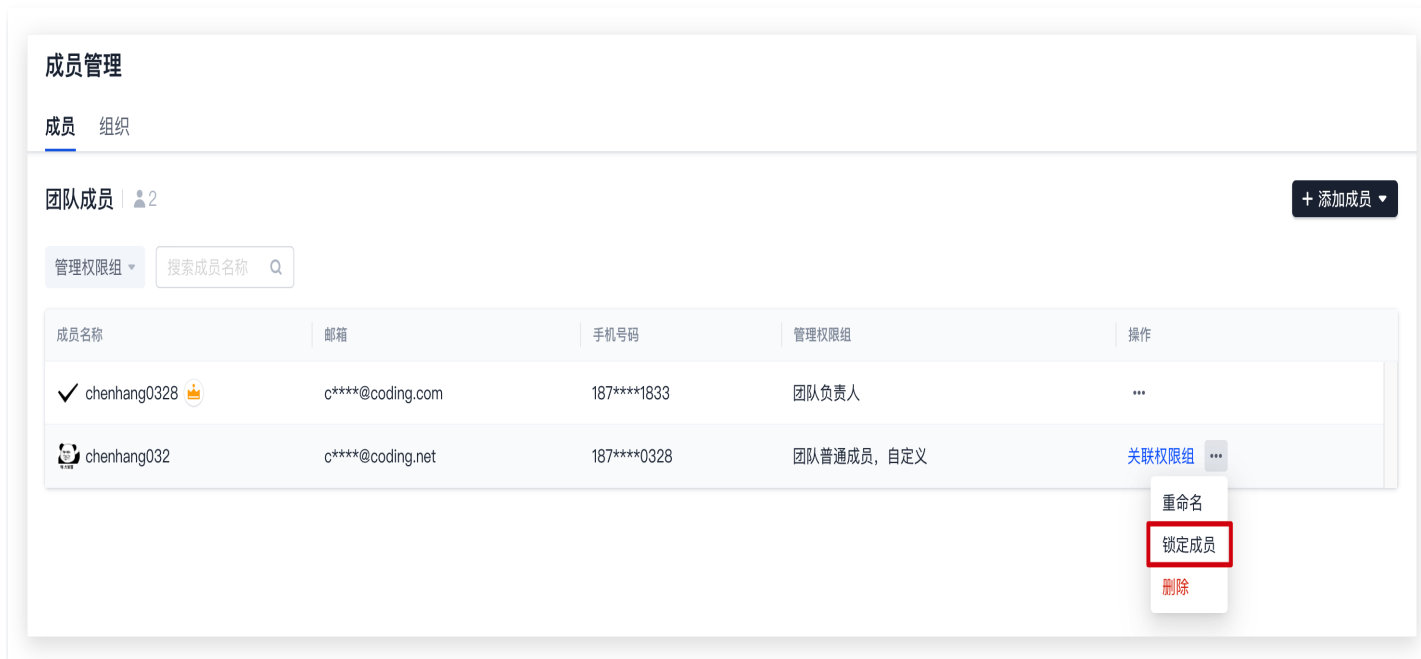 成员管理
成员 组织
团队成员 2
+ 添加成员
管理权限组 搜索成员名称
成员名称 邮箱 手机号码 管理权限组 操作
chenhang0328 c****@coding.com 187****1833 团队负责人 ···
chenhang032 c****@coding.net 187****0328 团队普通成员，自定义 关联权限组 ···
重命名
锁定成员
删除